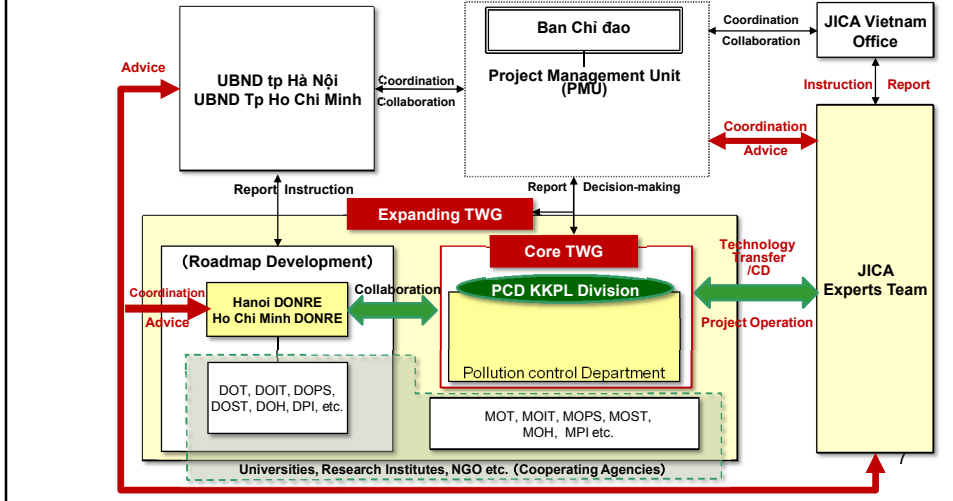 Ban Chỉ đao
Project Management Unit
(PMU)
Coordination
Collaboration
JICA Vietnam
Office
Advice
UBND tp Hà Nội
UBND Tp Ho Chi Minh
Coordination
Collaboration
Instruction
Report
Coordination
Advice
Report
Instruction
Report
Decision-making
Expanding TWG
Core TWG
(Roadmap Development)
Technology
Transfer
/CD
JICA
Experts Team
Coordination
Advice
Hanoi DONRE
Ho Chi Minh DONRE
Collaboration
PCD KKPL Division
Project Operation
Pollution control Department
DOT, DOIT, DOPS,
DOST, DOH, DPI, etc.
MOT, MOIT, MOPS, MOST,
MOH, MPI etc.
Universities, Research Institutes, NGO etc. (Cooperating Agencies)
7